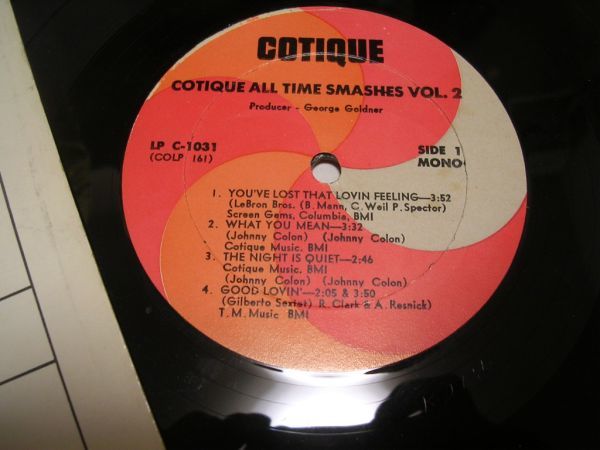 COTIQUE
COTIQUE ALL TIME SMASHES VOL. 2
Producer - George Goldner
LP C-1031
(COLP 161)
SIDE 1
MONO
1. YOU'VE LOST THAT LOVIN FEELING—3:52
(LeBron Bros. (B. Mann, C. Weil P. Spector)
Screen Gems, Columbia, BMI
2. WHAT YOU MEAN—3:32
(Johnny Colon) (Johnny Colon)
Cotique Music. BMI
3. THE NIGHT IS QUIET—2:46
Cotique Music. BMI
(Johnny Colon) (Johnny Colon)
4. GOOD LOVIN'—2:05 & 3:50
(Gilberto Sextet) R. Clark & A. Resnick)
T. M. Music BMI